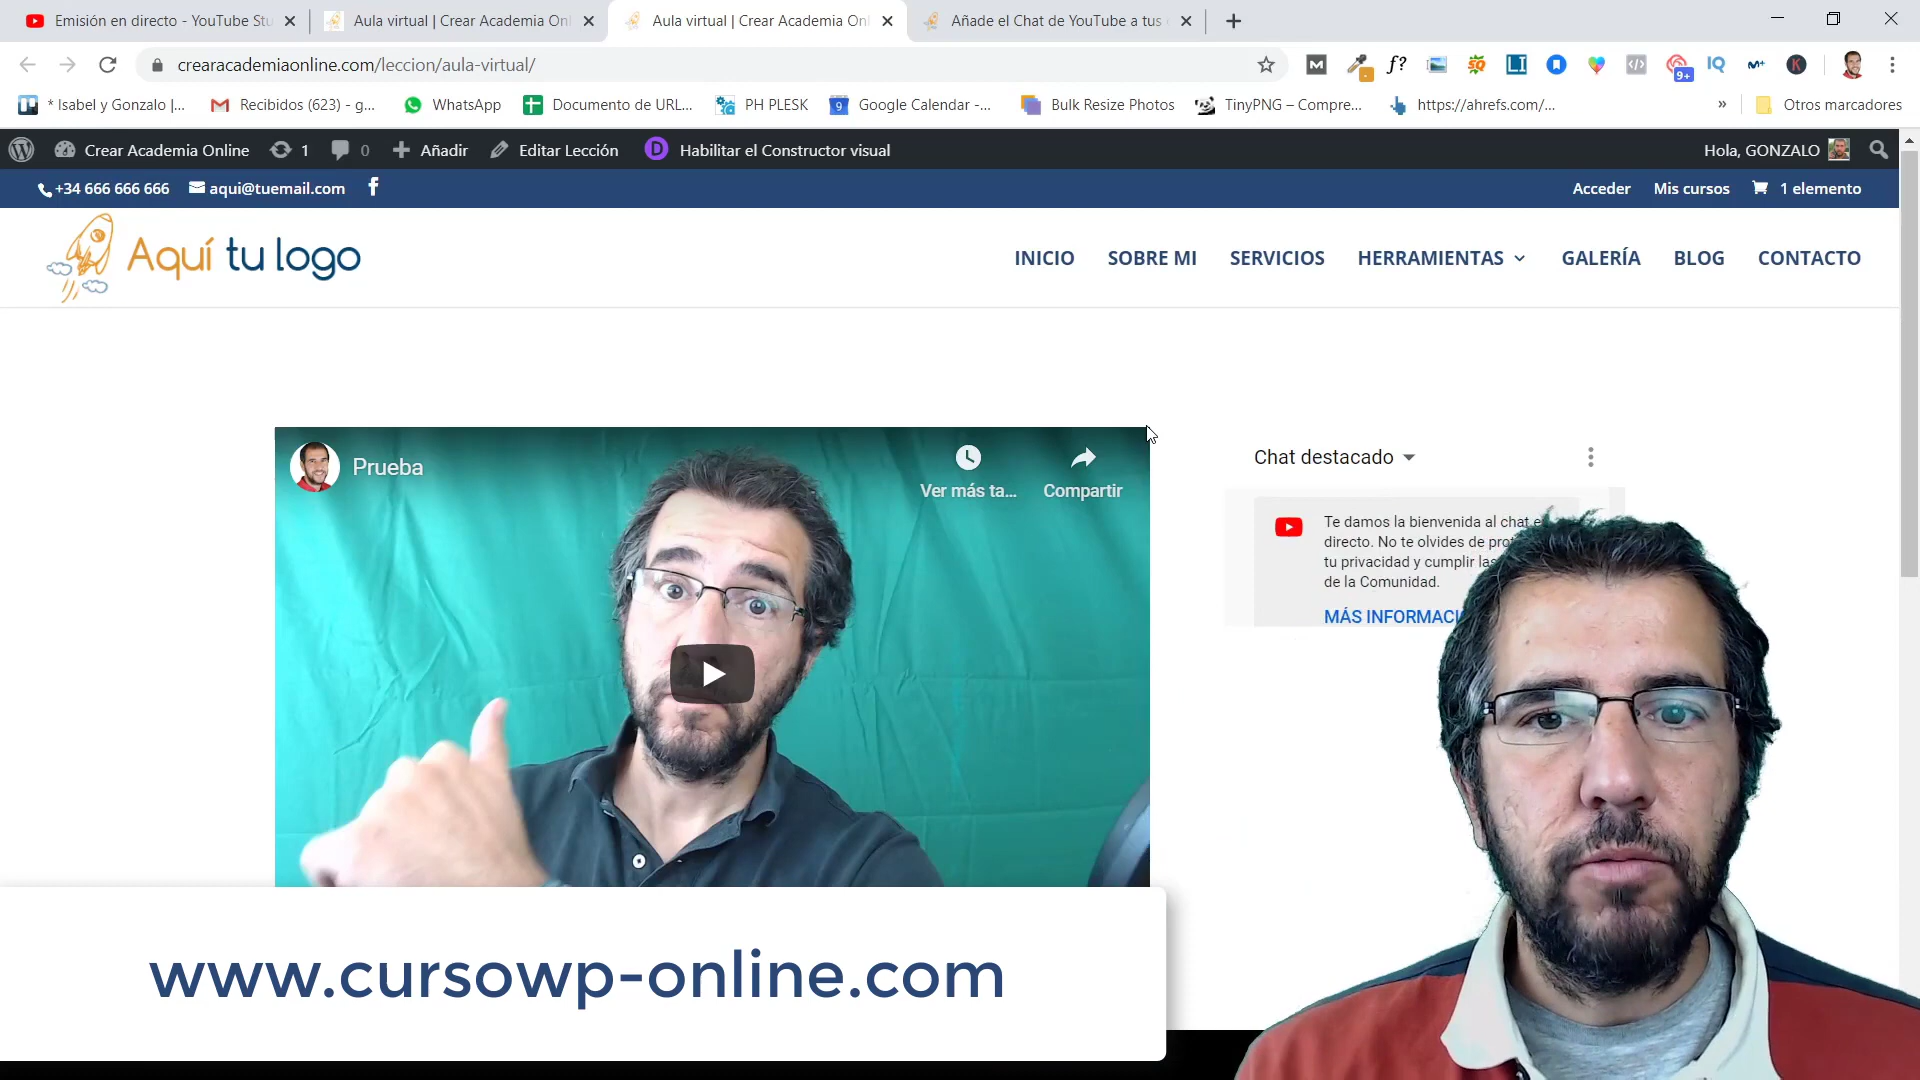 Emisión en directo - YouTube Stu
Aula virtual | Crear Academia Onl
Aula virtual | Crear Academia Onl
Añade el Chat de YouTube a tus
crearacademiaonline.com/leccion/aula-virtual/
M
f?
SQ
LI
9+
IQ
M+
K
* Isabel y Gonzalo |...
Recibidos (623) - g...
WhatsApp
Documento de URL...
PH PLESK
9
Google Calendar -...
Bulk Resize Photos
TinyPNG – Compre...
https://ahrefs.com/...
»
Otros marcadores
Crear Academia Online
1
0
Añadir
Editar Lección
D
Habilitar el Constructor visual
Hola, GONZALO
+34 666 666 666
aqui@tuemail.com
Acceder
Mis cursos
1 elemento
Aquí tu logo
INICIO
SOBRE MI
SERVICIOS
HERRAMIENTAS
GALERÍA
BLOG
CONTACTO
Prueba
Ver más ta...
Compartir
Chat destacado
Te damos la bienvenida al chat e
directo. No te olvides de pro
tu privacidad y cumplir las
de la Comunidad.
MÁS INFORMACI
www.cursowp-online.com